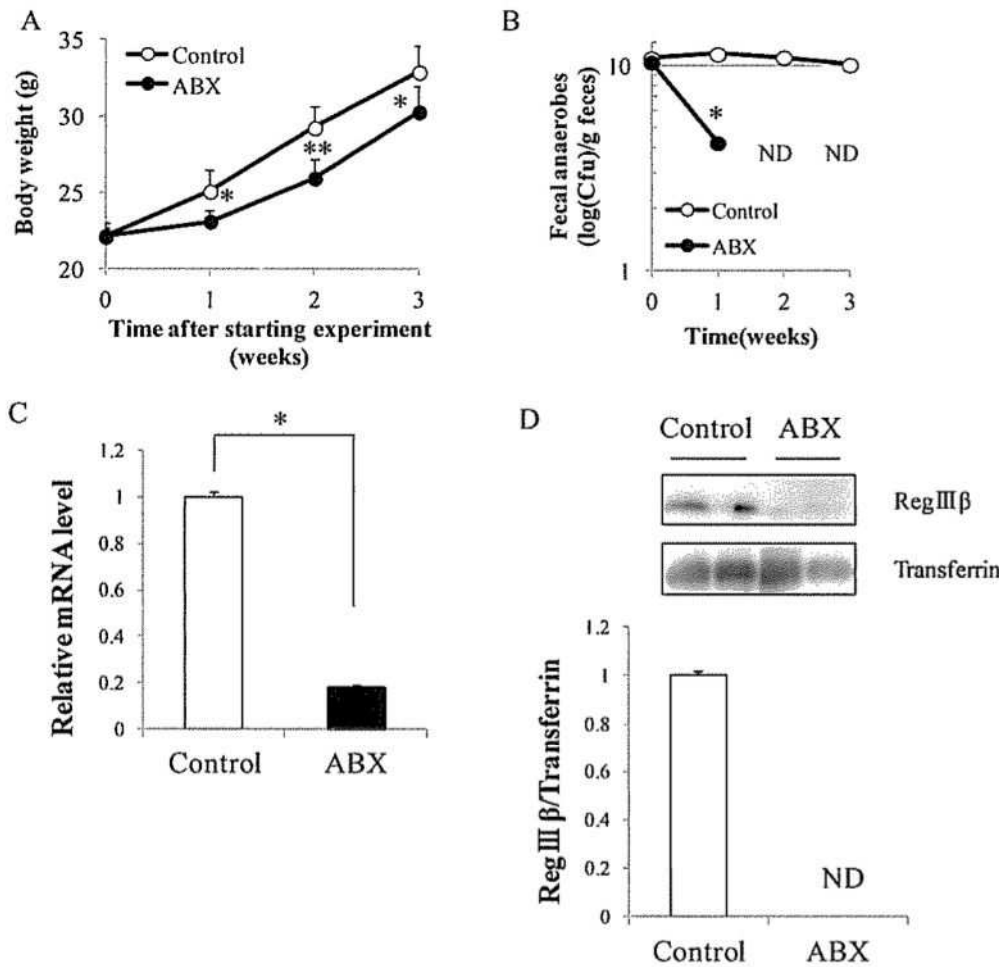 A
35
30
25
20
Body weight (g)
Control
ABX
*
**
*
0 1 2 3
Time after starting experiment
(weeks)
B
10
1
Fecal anaerobes
(log(Cfu)/g feces
*
ND ND
Control
ABX
0 1 2 3
Time(weeks)
C
*
1.2
1
0.8
0.6
0.4
0.2
0
Relative mRNA level
Control ABX
D
Control ABX
RegⅢβ
Transferrin
1.2
1
0.8
0.6
0.4
0.2
0
RegⅢβ/Transferrin
ND
Control ABX